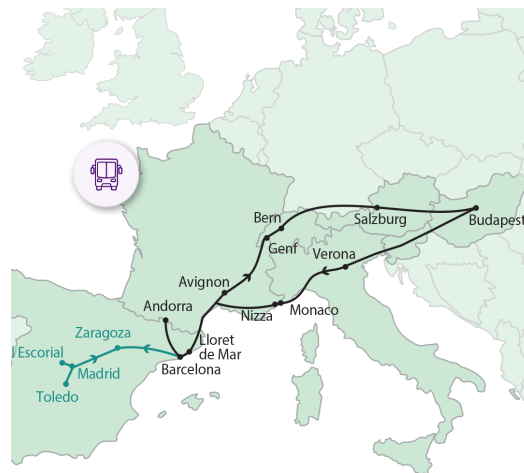 Bern
Salzburg
Budapest
Genf
Verona
Avignon
Andorra
Nizza
Monaco
Zaragoza
Lloret
de Mar
Escorial
Madrid
Barcelona
Toledo